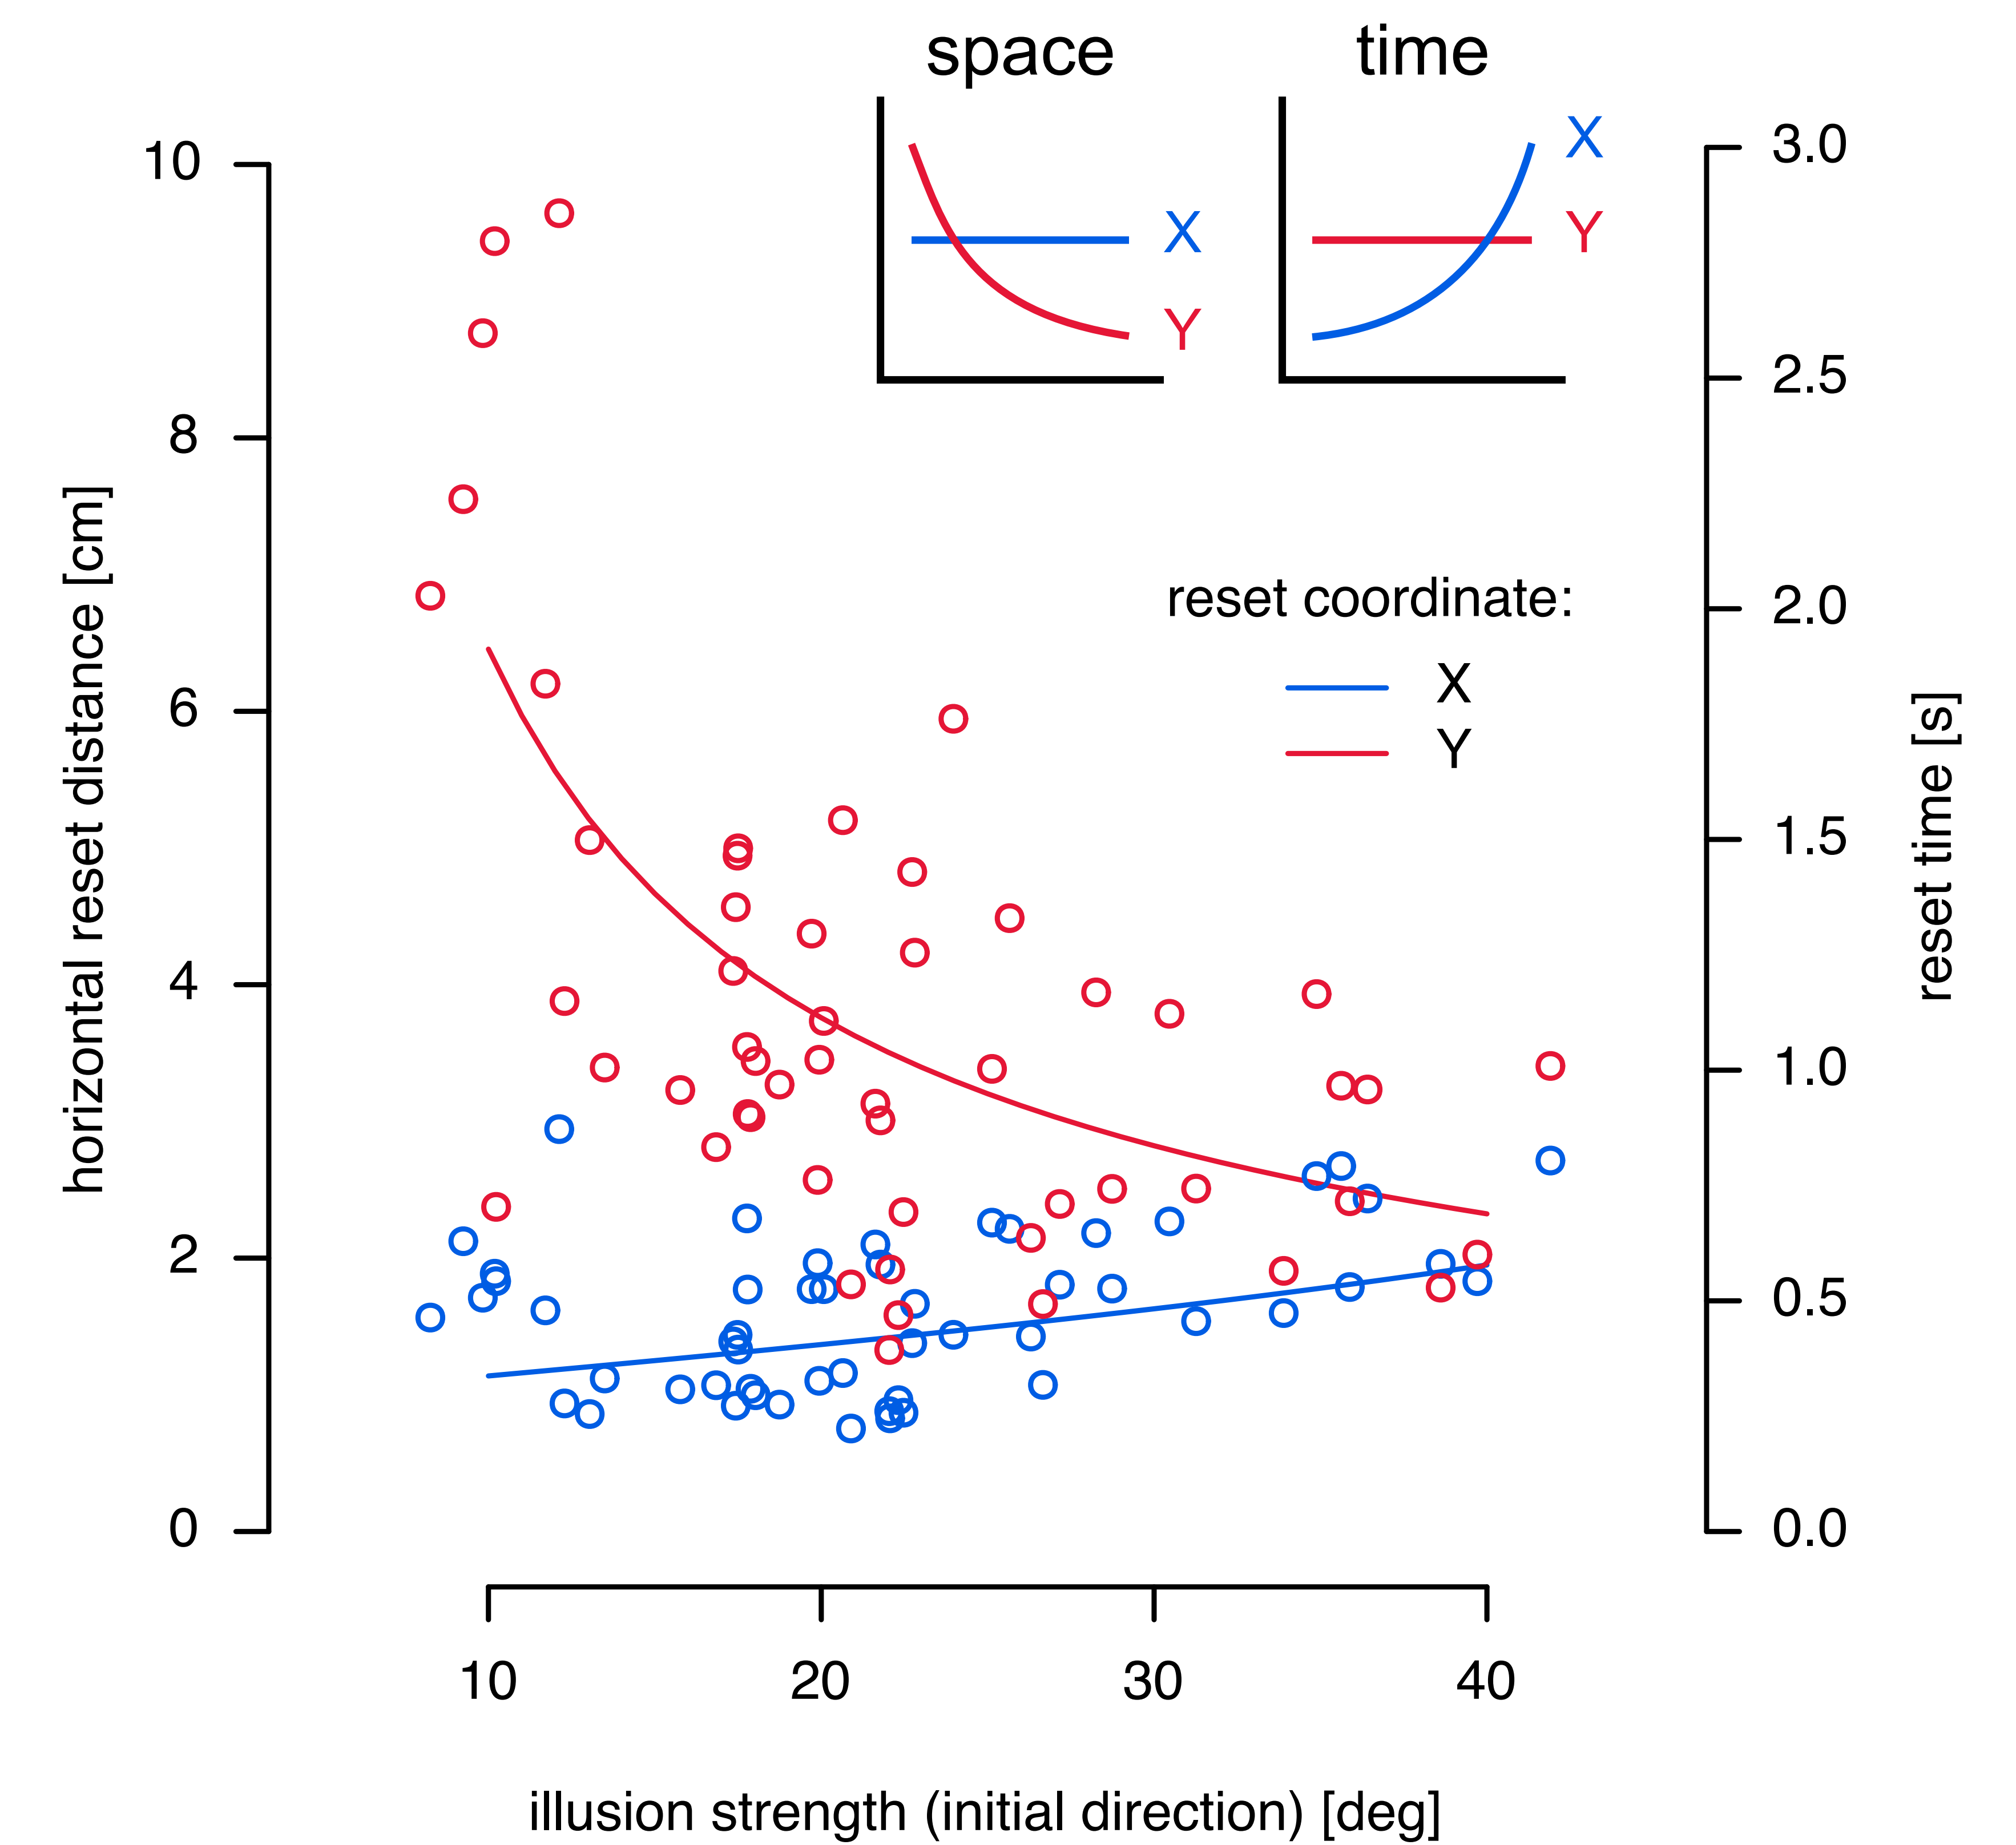 space
time
X
Y
X
Y
10
8
6
4
2
0
horizontal reset distance [cm]
3.0
2.5
2.0
1.5
1.0
0.5
0.0
reset time [s]
reset coordinate:
X
Y
10
20
30
40
illusion strength (initial direction) [deg]